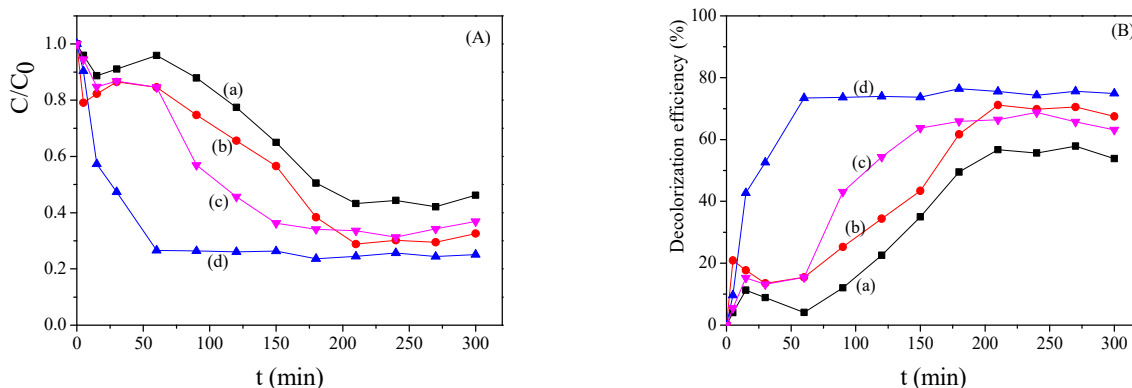 (A)
C/C0
1.0
0.8
0.6
0.4
0.2
0.0
(a)
(b)
(c)
(d)
0 50 100 150 200 250 300
t (min)
(B)
Decolorization efficiency (%)
100
80
60
40
20
0
(d)
(c)
(b)
(a)
0 50 100 150 200 250 300
t (min)